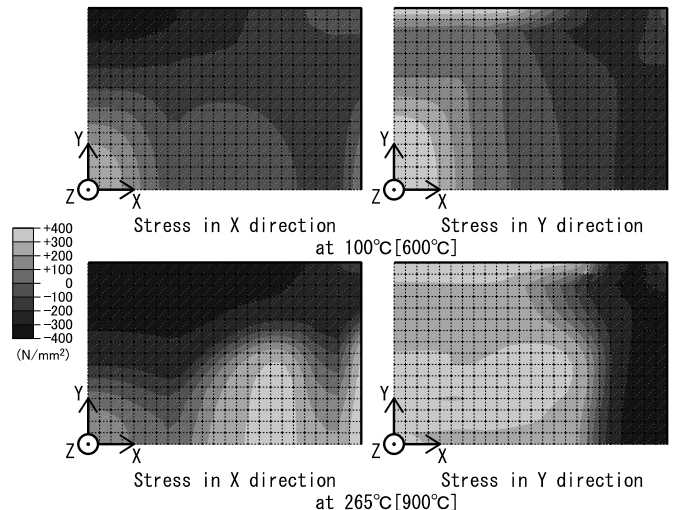 Y
Z
X
Y
Z
X
Stress in X direction
Stress in Y direction
at 100℃[600℃]
+400
+300
+200
+100
0
−100
−200
−300
−400
(N/mm²)
Y
Z
X
Y
Z
X
Stress in X direction
Stress in Y direction
at 265℃[900℃]